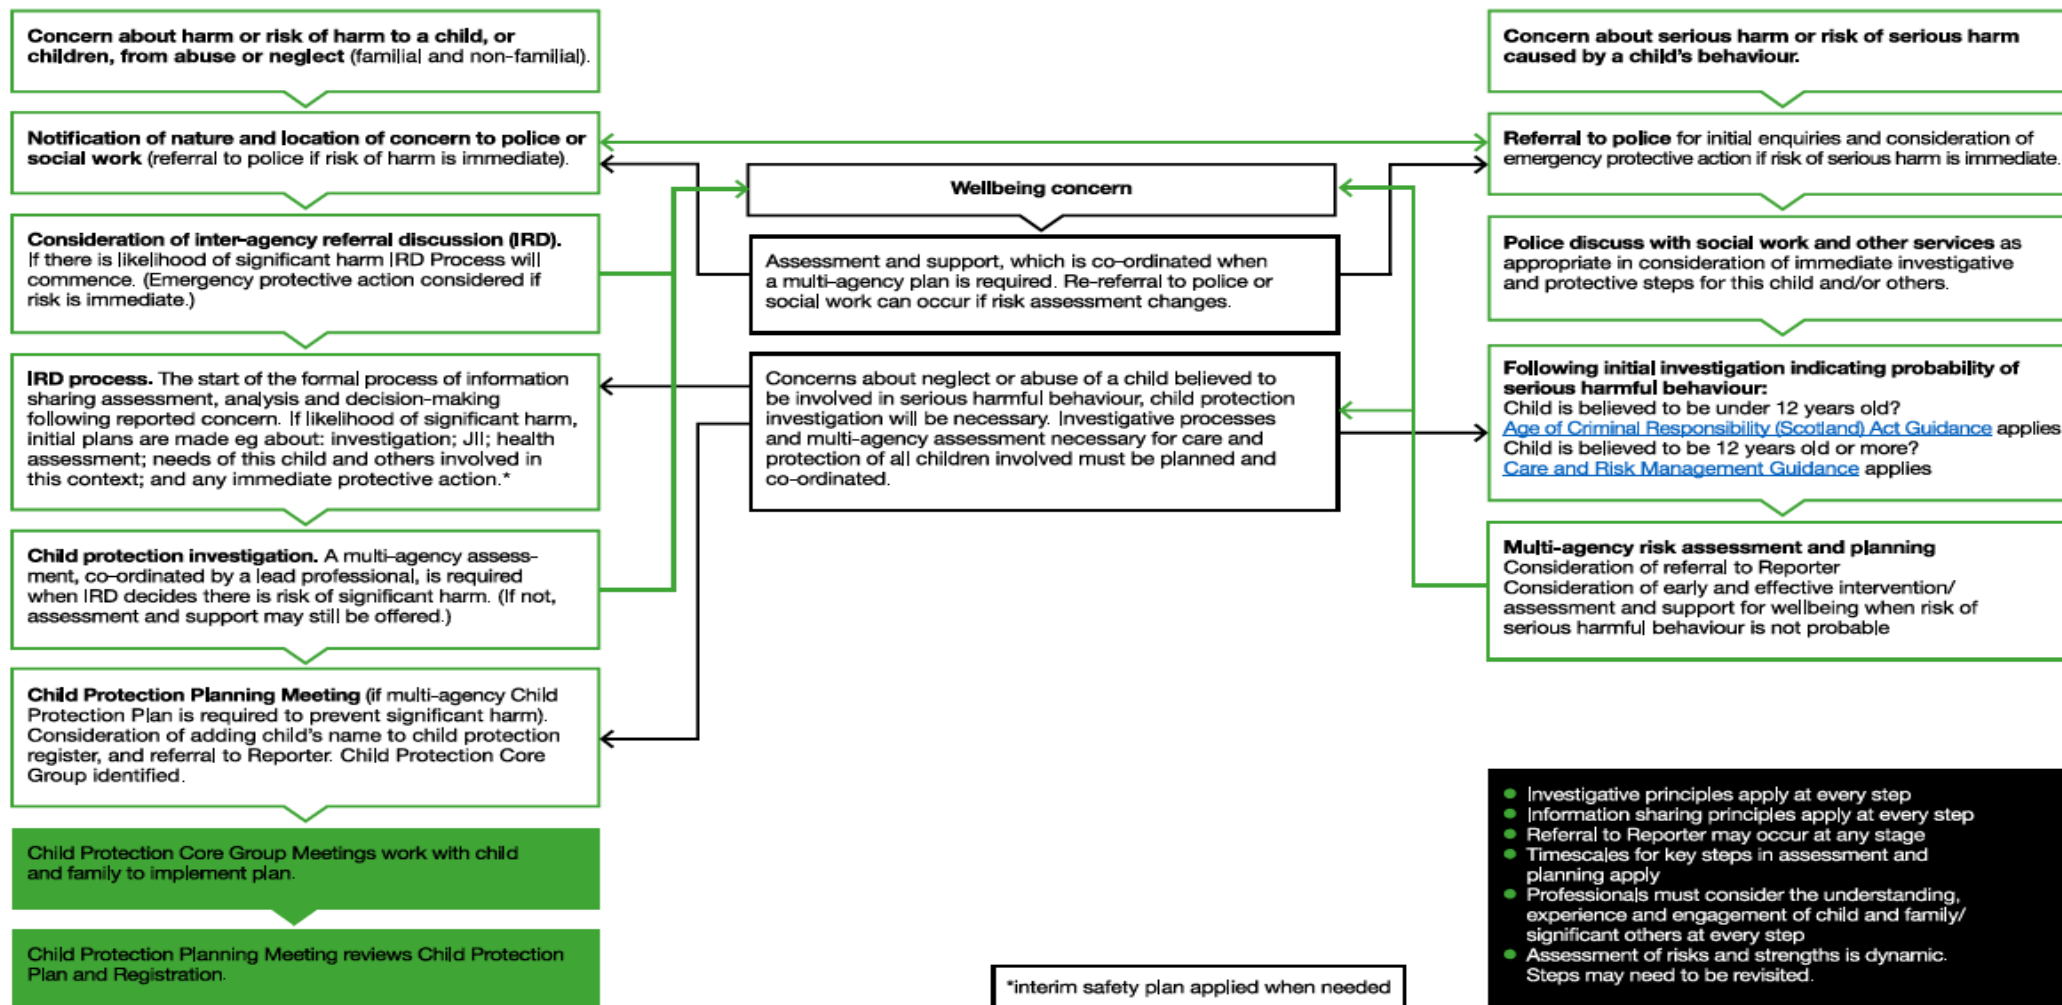 Concern about harm or risk of harm to a child, or
children, from abuse or neglect (familial and non-familial).
Notification of nature and location of concern to police or
social work (referral to police if risk of harm is immediate).
Consideration of inter-agency referral discussion (IRD).
If there is likelihood of significant harm IRD Process will
commence. (Emergency protective action considered if
risk is immediate.)
IRD process. The start of the formal process of information
sharing assessment, analysis and decision-making
following reported concern. If likelihood of significant harm,
initial plans are made eg about: investigation; JII; health
assessment; needs of this child and others involved in
this context; and any immediate protective action.*
Child protection investigation. A multi-agency assess-
ment, co-ordinated by a lead professional, is required
when IRD decides there is risk of significant harm. (If not,
assessment and support may still be offered.)
Child Protection Planning Meeting (if multi-agency Child
Protection Plan is required to prevent significant harm).
Consideration of adding child's name to child protection
register, and referral to Reporter. Child Protection Core
Group identified.
Child Protection Core Group Meetings work with child
and family to implement plan.
Child Protection Planning Meeting reviews Child Protection
Plan and Registration.
Wellbeing concern
Assessment and support, which is co-ordinated when
a multi-agency plan is required. Re-referral to police or
social work can occur if risk assessment changes.
Concerns about neglect or abuse of a child believed to
be involved in serious harmful behaviour, child protection
investigation will be necessary. Investigative processes
and multi-agency assessment necessary for care and
protection of all children involved must be planned and
co-ordinated.
*interim safety plan applied when needed
Concern about serious harm or risk of serious harm
caused by a child's behaviour.
Referral to police for initial enquiries and consideration of
emergency protective action if risk of serious harm is immediate.
Police discuss with social work and other services as
appropriate in consideration of immediate investigative
and protective steps for this child and/or others.
Following initial investigation indicating probability of
serious harmful behaviour:
Child is believed to be under 12 years old?
Age of Criminal Responsibility (Scotland) Act Guidance applies
Child is believed to be 12 years old or more?
Care and Risk Management Guidance applies
Multi-agency risk assessment and planning
Consideration of referral to Reporter
Consideration of early and effective intervention/
assessment and support for wellbeing when risk of
serious harmful behaviour is not probable
Investigative principles apply at every step
Information sharing principles apply at every step
Referral to Reporter may occur at any stage
Timescales for key steps in assessment and
planning apply
Professionals must consider the understanding,
experience and engagement of child and family/
significant others at every step
Assessment of risks and strengths is dynamic.
Steps may need to be revisited.